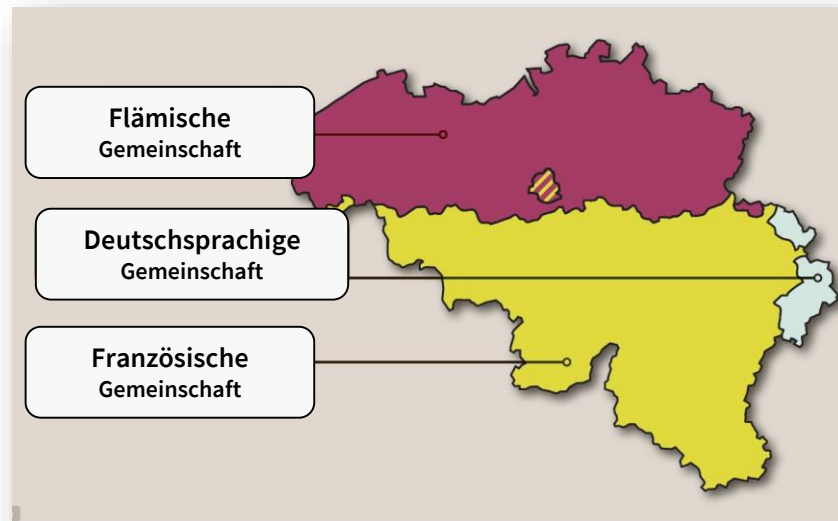 Flämische
Gemeinschaft
Deutschsprachige
Gemeinschaft
Französische
Gemeinschaft